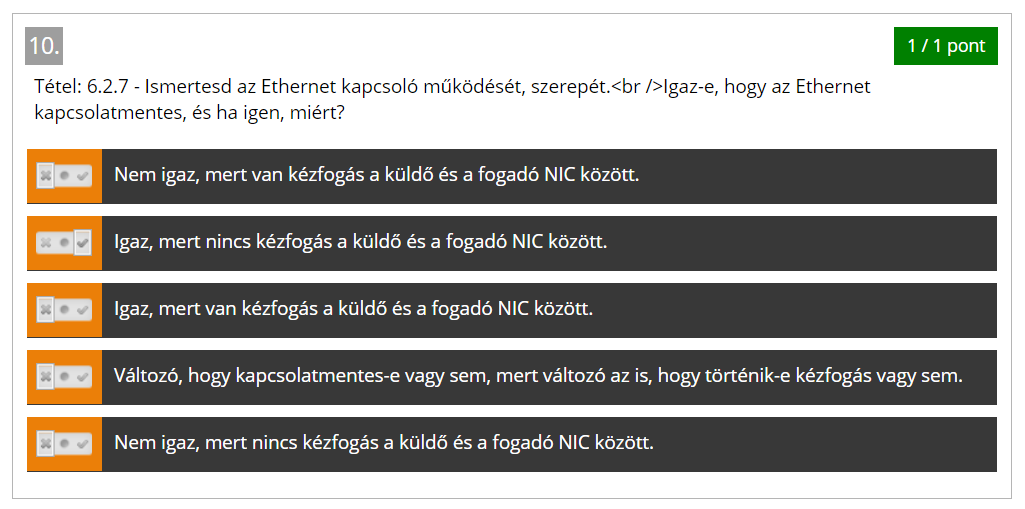 10.
1 / 1 pont
Tétel: 6.2.7 - Ismertesd az Ethernet kapcsoló működését, szerepét.<br />Igaz-e, hogy az Ethernet
kapcsolatmentes, és ha igen, miért?
Nem igaz, mert van kézfogás a küldő és a fogadó NIC között.
Igaz, mert nincs kézfogás a küldő és a fogadó NIC között.
Igaz, mert van kézfogás a küldő és a fogadó NIC között.
Változó, hogy kapcsolatmentes-e vagy sem, mert változó az is, hogy történik-e kézfogás vagy sem.
Nem igaz, mert nincs kézfogás a küldő és a fogadó NIC között.